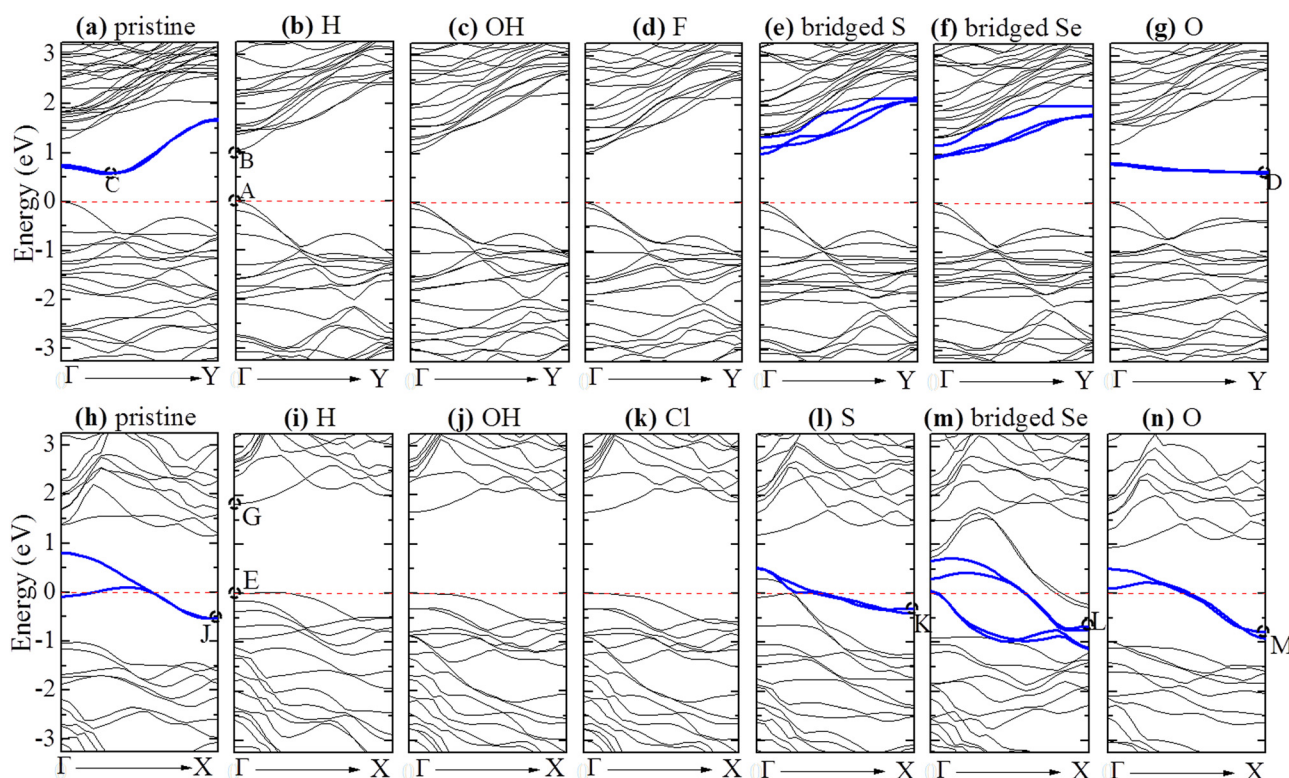 (a) pristine (b) H (c) OH (d) F (e) bridged S (f) bridged Se (g) O
Energy (eV)
3
2
1
0
-1
-2
-3
C
B
A
D
Γ Y Γ Y Γ Y Γ Y Γ Y Γ Y Γ Y
(h) pristine (i) H (j) OH (k) Cl (l) S (m) bridged Se (n) O
Energy (eV)
3
2
1
0
-1
-2
-3
J
G
E
K
L
M
Γ X Γ X Γ X Γ X Γ X Γ X Γ X